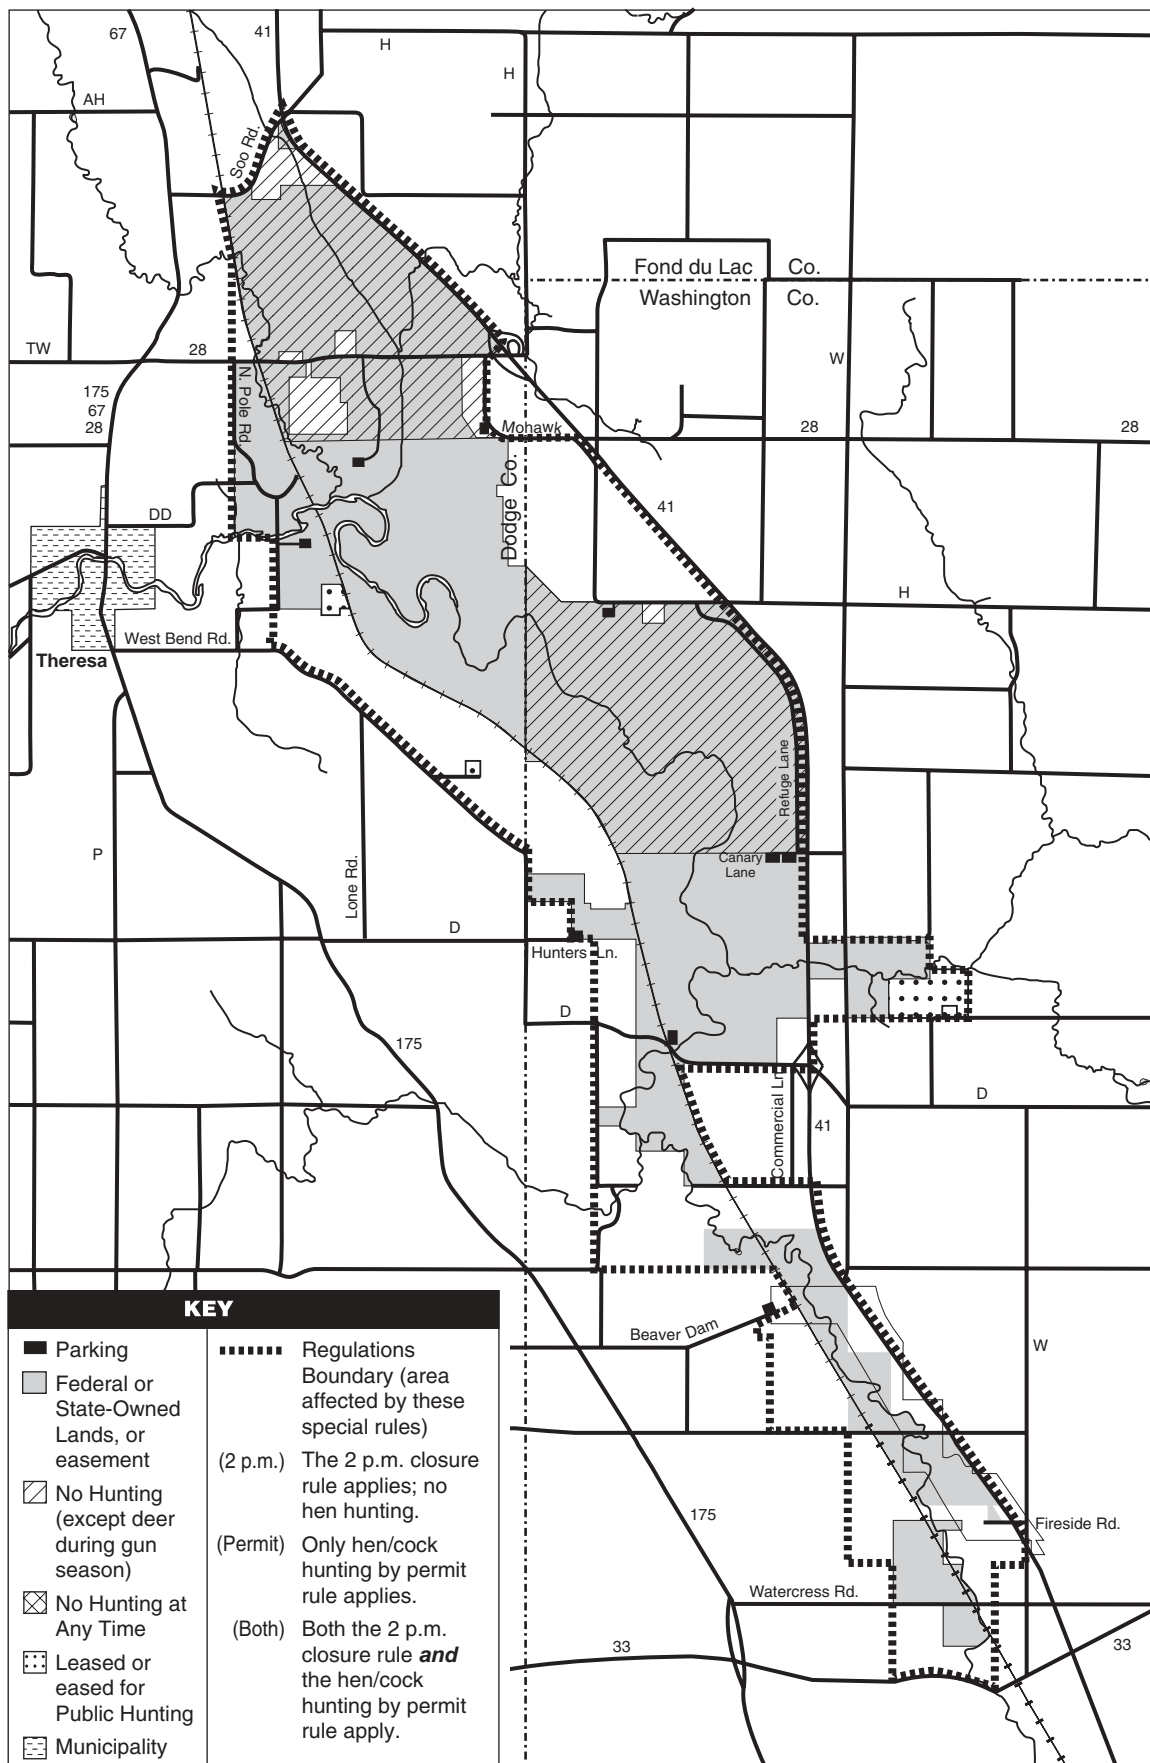 67
41
H
H
AH
Soo Rd.
Fond du Lac Co.
Washington Co.
TW
28
W
175
67
28
N. Pole Rd.
Mohawk
28
28
Dodge Co.
41
DD
H
West Bend Rd.
Theresa
Refuge Lane
P
Lone Rd.
Canary
Lane
D
Hunters Ln.
D
175
D
Commercial Ln.
41
Beaver Dam
W
175
Fireside Rd.
Watercress Rd.
33
33
KEY
Parking
Federal or
State-Owned
Lands, or
easement
No Hunting
(except deer
during gun
season)
No Hunting at
Any Time
Leased or
eased for
Public Hunting
Municipality
Regulations
Boundary (area
affected by these
special rules)
(2 p.m.) The 2 p.m. closure
rule applies; no
hen hunting.
(Permit) Only hen/cock
hunting by permit
rule applies.
(Both) Both the 2 p.m.
closure rule and
the hen/cock
hunting by permit
rule apply.